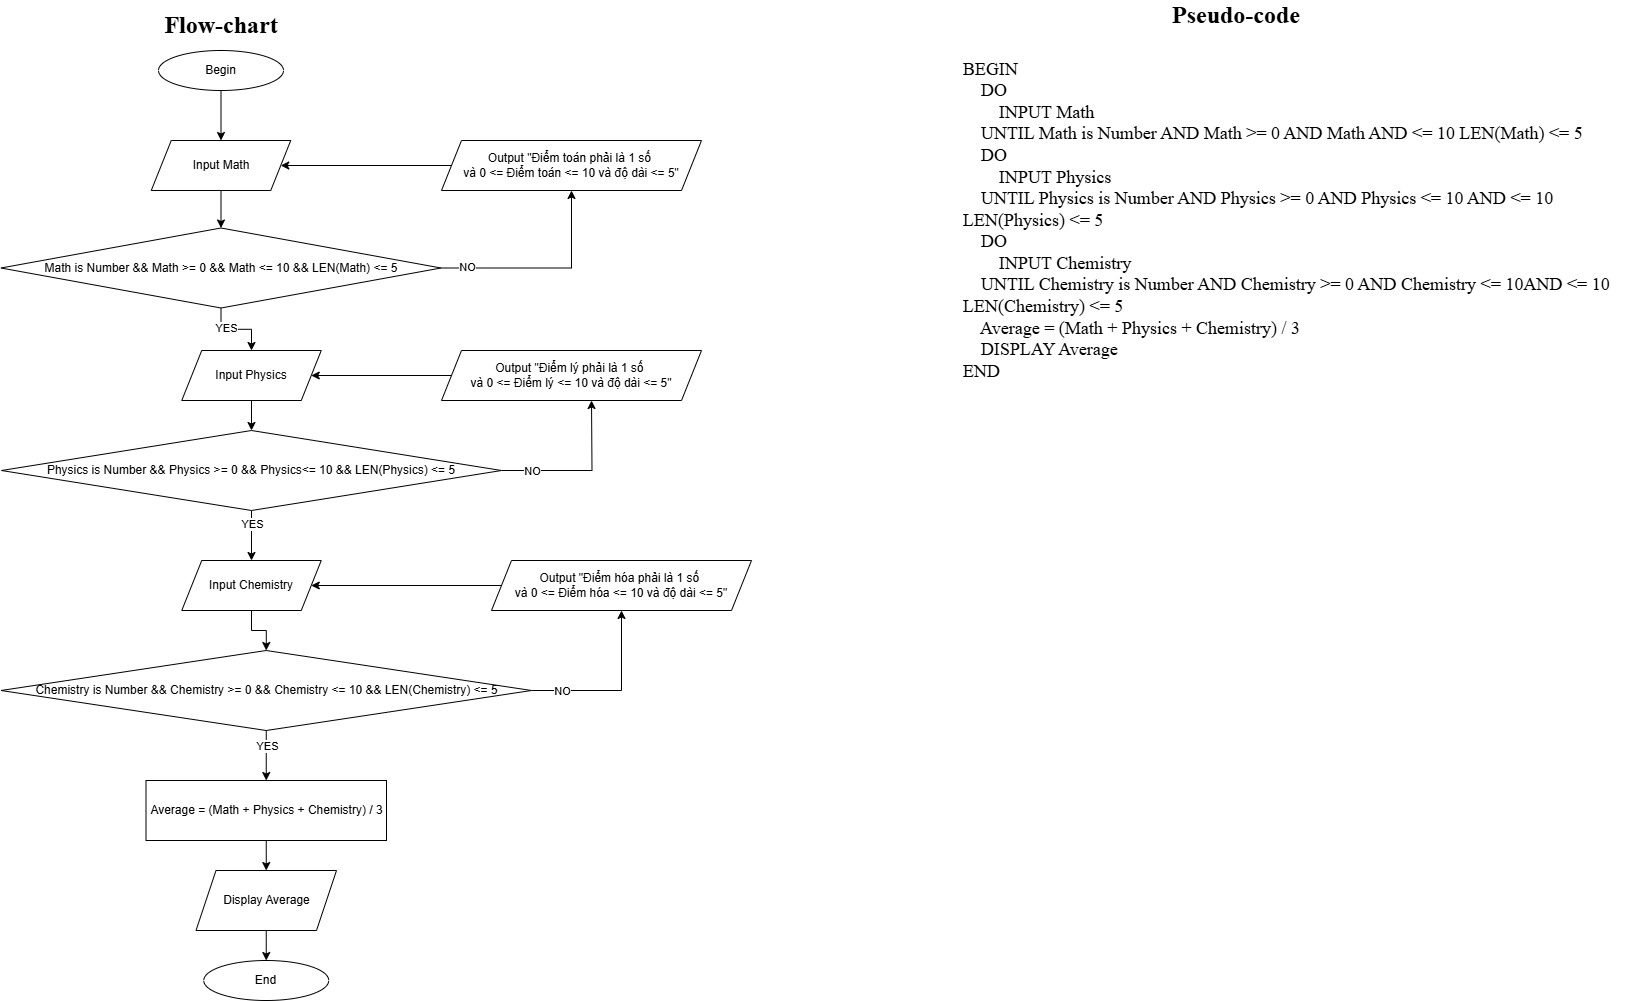 Flow-chart
Begin
Input Math
Output "Điểm toán phải là 1 số
và 0 <= Điểm toán <= 10 và độ dài <= 5"
Math is Number && Math >= 0 && Math <= 10 && LEN(Math) <= 5
NO
YES
Input Physics
Output "Điểm lý phải là 1 số
và 0 <= Điểm lý <= 10 và độ dài <= 5"
Physics is Number && Physics >= 0 && Physics<= 10 && LEN(Physics) <= 5
NO
YES
Input Chemistry
Output "Điểm hóa phải là 1 số
và 0 <= Điểm hóa <= 10 và độ dài <= 5"
Chemistry is Number && Chemistry >= 0 && Chemistry <= 10 && LEN(Chemistry) <= 5
NO
YES
Average = (Math + Physics + Chemistry) / 3
Display Average
End
Pseudo-code
BEGIN
DO
INPUT Math
UNTIL Math is Number AND Math >= 0 AND Math AND <= 10 LEN(Math) <= 5
DO
INPUT Physics
UNTIL Physics is Number AND Physics >= 0 AND Physics <= 10 AND <= 10
LEN(Physics) <= 5
DO
INPUT Chemistry
UNTIL Chemistry is Number AND Chemistry >= 0 AND Chemistry <= 10AND <= 10
LEN(Chemistry) <= 5
Average = (Math + Physics + Chemistry) / 3
DISPLAY Average
END